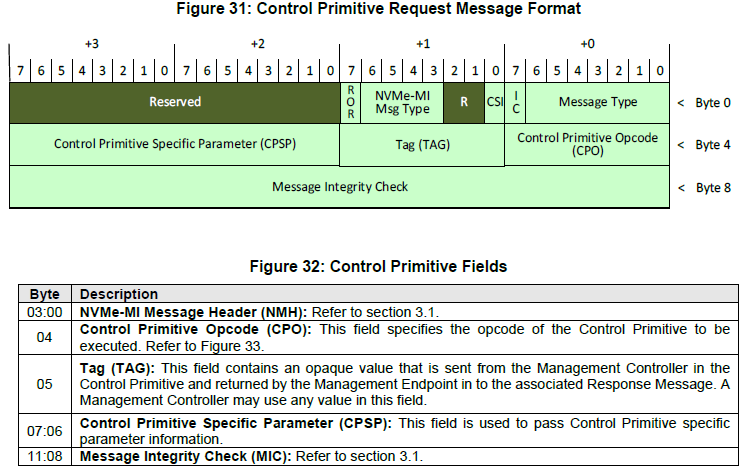 Figure 31: Control Primitive Request Message Format
+3 +2 +1 +0
7 6 5 4 3 2 1 0 7 6 5 4 3 2 1 0 7 6 5 4 3 2 1 0 7 6 5 4 3 2 1 0
Reserved R O R NVMe-MI Msg Type R CSI I C Message Type < Byte 0
Control Primitive Specific Parameter (CPSP) Tag (TAG) Control Primitive Opcode (CPO) < Byte 4
Message Integrity Check < Byte 8
Figure 32: Control Primitive Fields
Byte Description
03:00 NVMe-MI Message Header (NMH): Refer to section 3.1.
04 Control Primitive Opcode (CPO): This field specifies the opcode of the Control Primitive to be
executed. Refer to Figure 33.
05 Tag (TAG): This field contains an opaque value that is sent from the Management Controller in the
Control Primitive and returned by the Management Endpoint in to the associated Response Message. A
Management Controller may use any value in this field.
07:06 Control Primitive Specific Parameter (CPSP): This field is used to pass Control Primitive specific
parameter information.
11:08 Message Integrity Check (MIC): Refer to section 3.1.